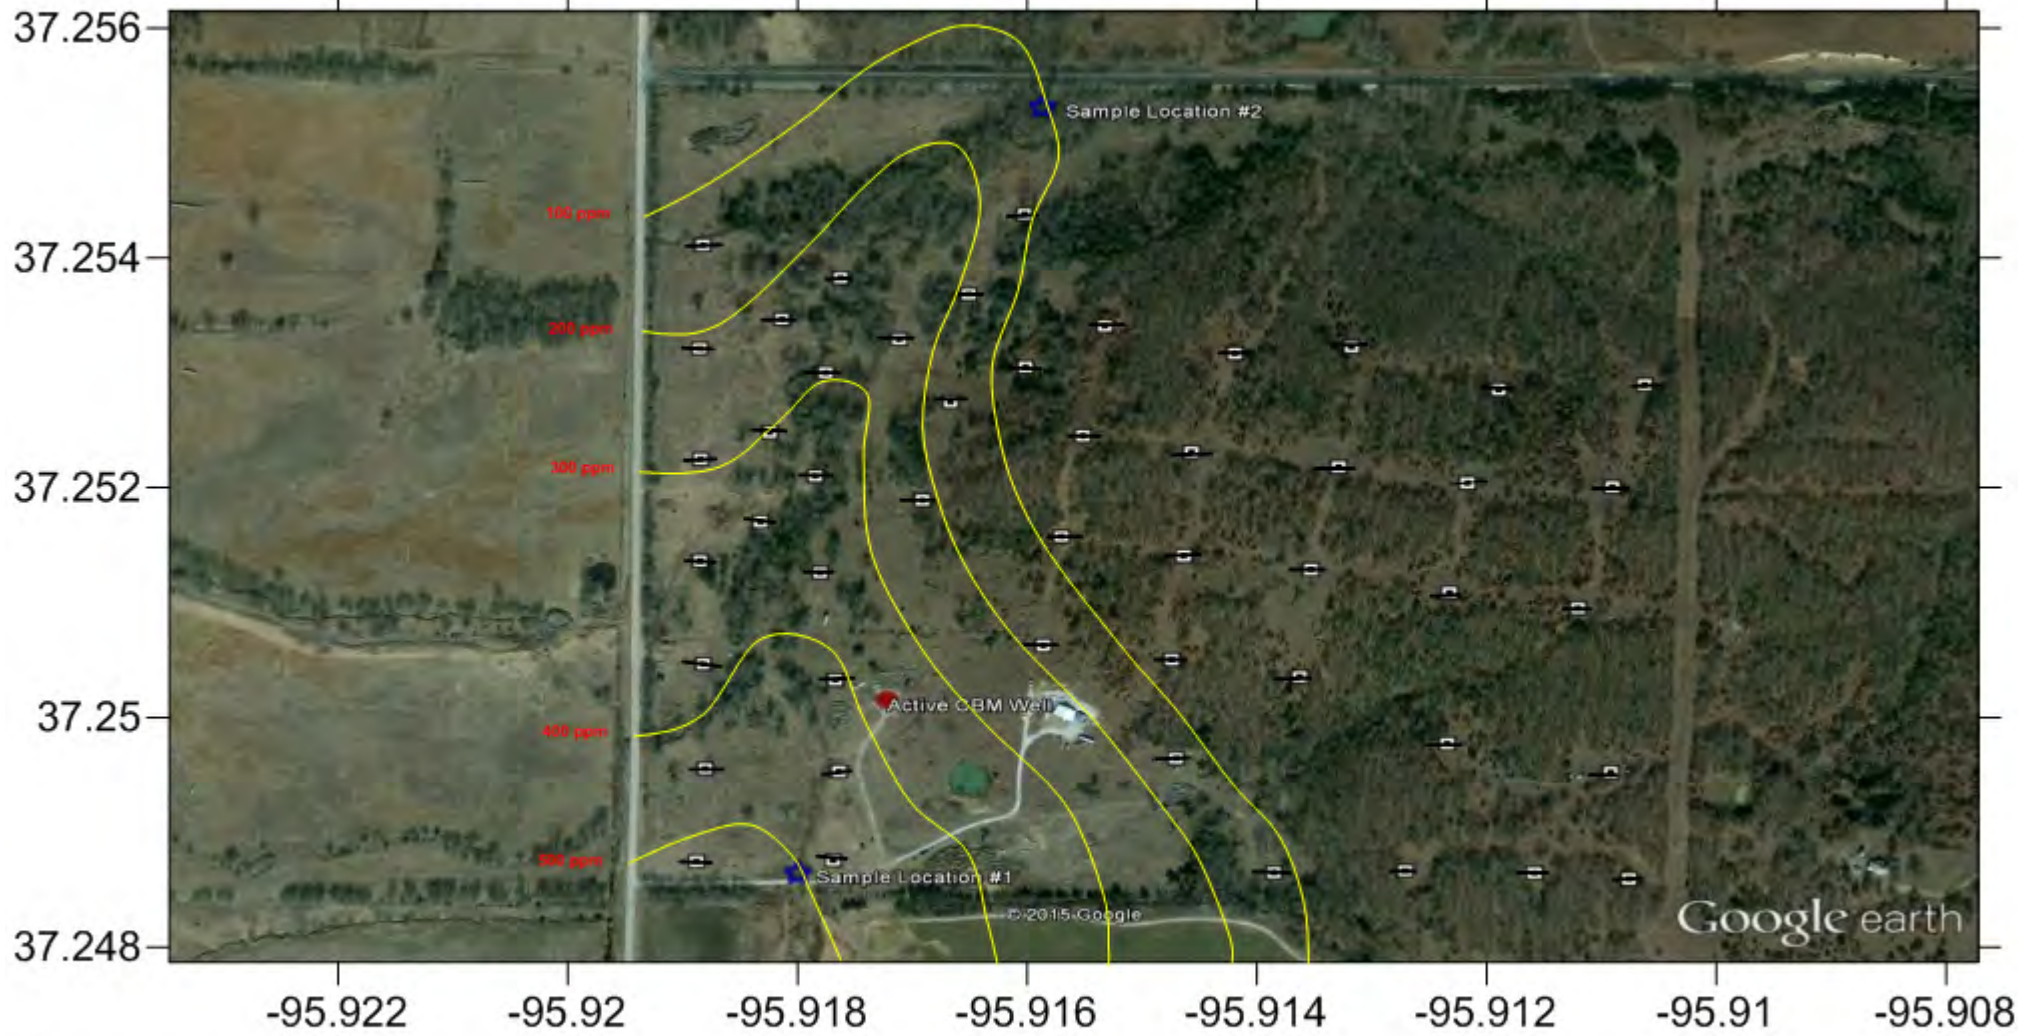 37.256
Sample Location #2
100 ppm
37.254
200 ppm
300 ppm
37.252
Active CBM Well
37.25
400 ppm
500 ppm
Sample Location #1
© 2015 Google
Google earth
37.248
-95.922
-95.92
-95.918
-95.916
-95.914
-95.912
-95.91
-95.908